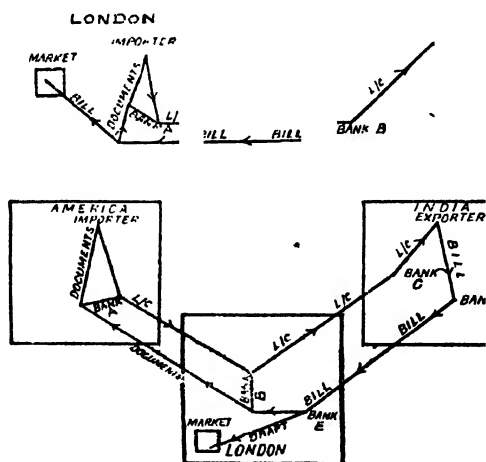 LONDON
IMPORTER
MARKET
BILL
DOCUMENTS
BANK
A
L/
BILL
BILL
BANK B
L/C
AMERICA
IMPORTER
DOCUMENTS
BANK
A
L/C
DOCUMENTS
INDIA
EXPORTER
L/C
BILL
BANK
C
L/C
BILL
BAN
BANK
B
BILL
BANK
E
MARKET
DRAFT
LONDON